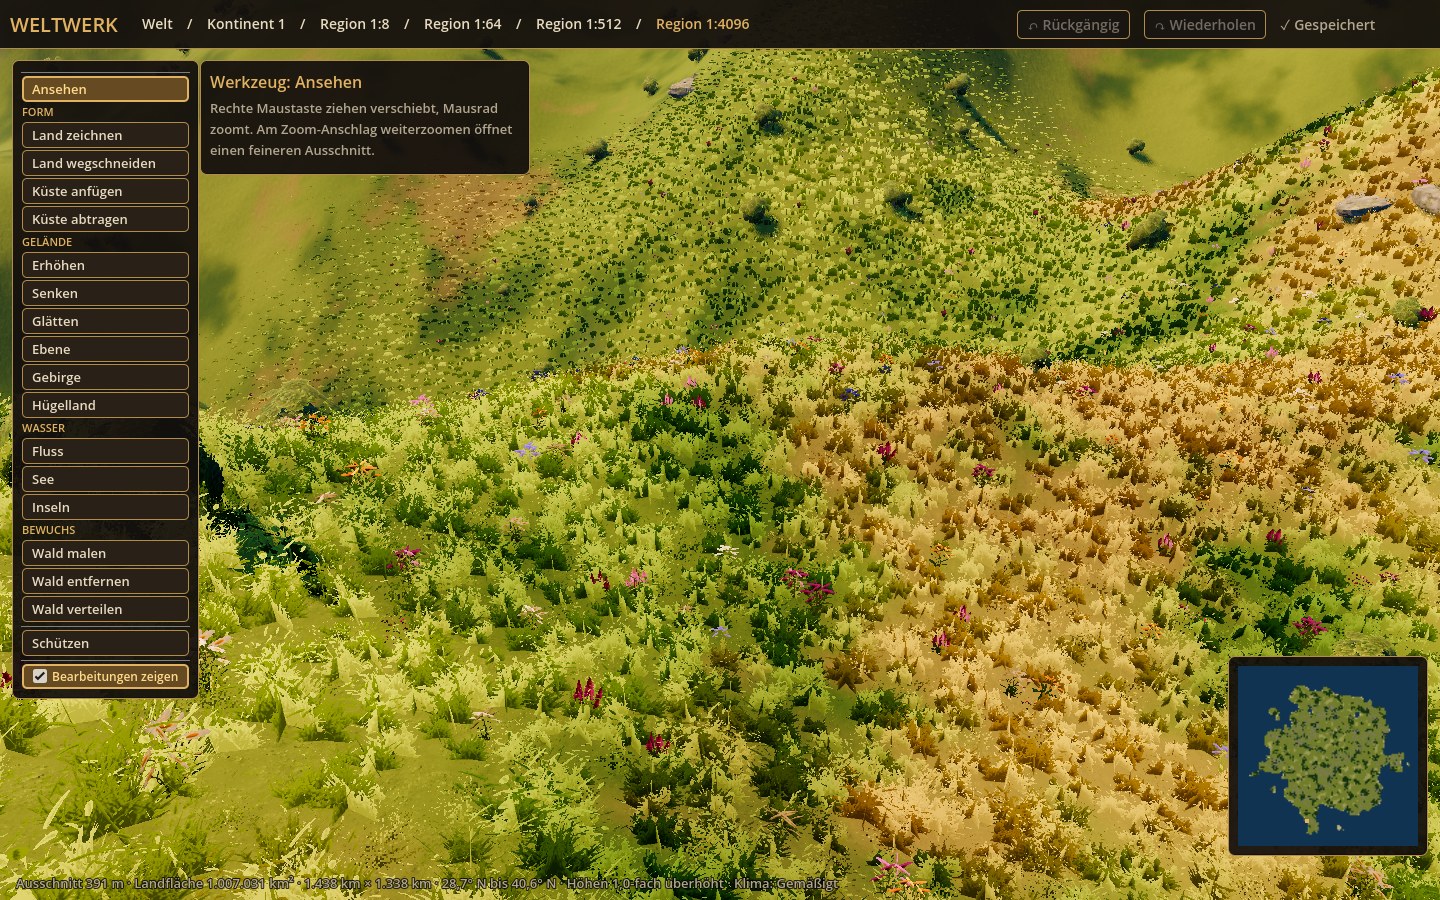 WELTWERK Welt / Kontinent 1 / Region 1:8 / Region 1:64 / Region 1:512 / Region 1:4096 Rückgängig Wiederholen ✓ Gespeichert
Ansehen
FORM
Land zeichnen
Land wegschneiden
Küste anfügen
Küste abtragen
GELÄNDE
Erhöhen
Senken
Glätten
Ebene
Gebirge
Hügelland
WASSER
Fluss
See
Inseln
BEWUCHS
Wald malen
Wald entfernen
Wald verteilen
Schützen
Bearbeitungen zeigen
Werkzeug: Ansehen
Rechte Maustaste ziehen verschiebt, Mausrad
zoomt. Am Zoom-Anschlag weiterzoomen öffnet
einen feineren Ausschnitt.
Ausschnitt 391 m · Landfläche 1.007.031 km² · 1.438 km × 1.338 km · 28,7° N bis 40,6° N · Höhen 1,0-fach überhöht · Klima: Gemäßigt